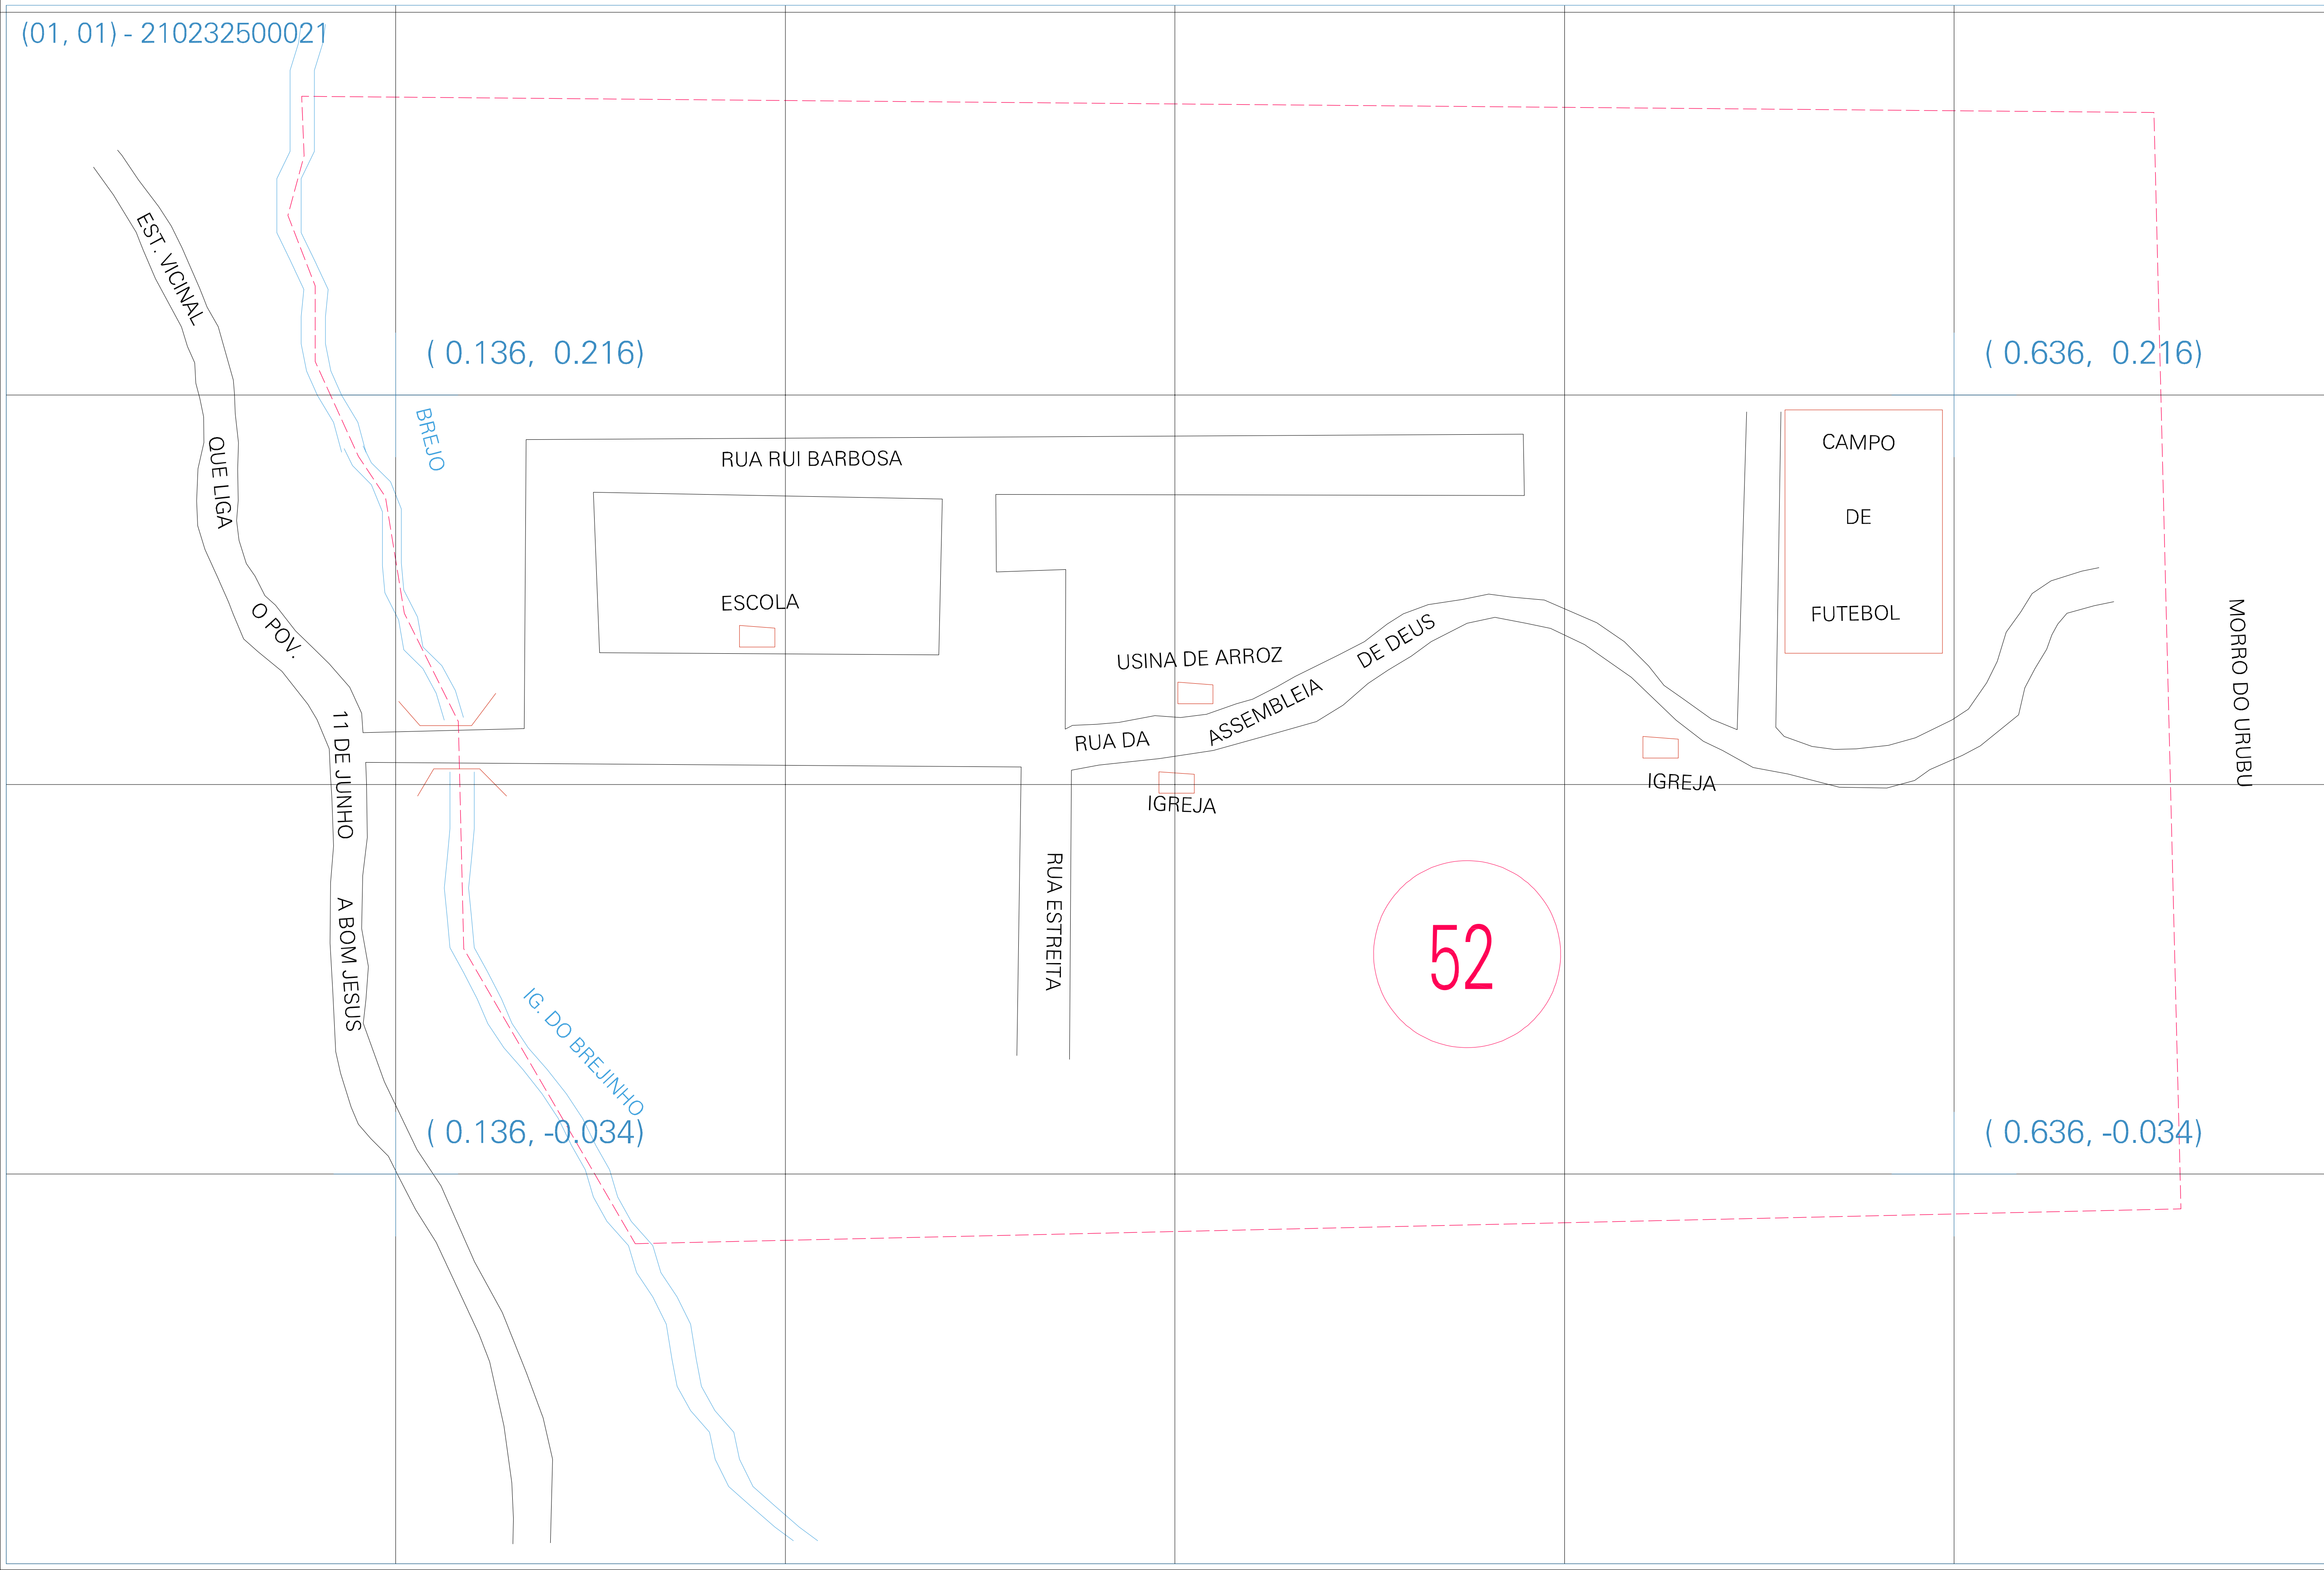 (01, 01) - 210232500021
EST. VICINAL
QUE LIGA
O POV.
11 DE JUNHO
A BOM JESUS
( 0.136, 0.216)
( 0.636, 0.216)
BREJO
RUA RUI BARBOSA
CAMPO
DE
FUTEBOL
ESCOLA
USINA DE ARROZ
RUA DA
ASSEMBLEIA
DE DEUS
MORRO DO URUBU
IGREJA
IGREJA
RUA ESTREITA
52
IG. DO BREJINHO
( 0.136, -0.034)
( 0.636, -0.034)